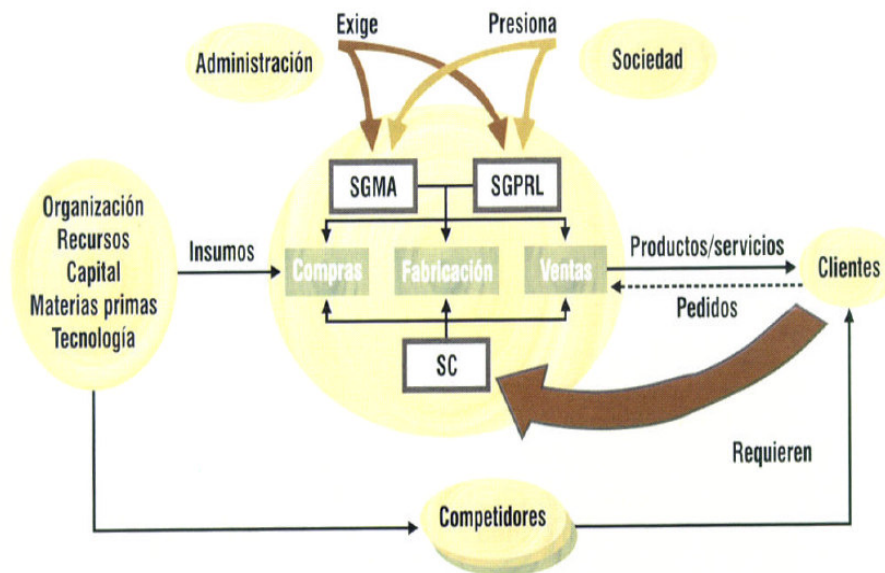 Exige
Presiona
Administración
Sociedad
SGMA
SGPRL
Organización
Recursos
Capital
Materias primas
Tecnología
Insumos
Compras
Fabricación
Ventas
Productos/servicios
Pedidos
Clientes
SC
Requieren
Competidores